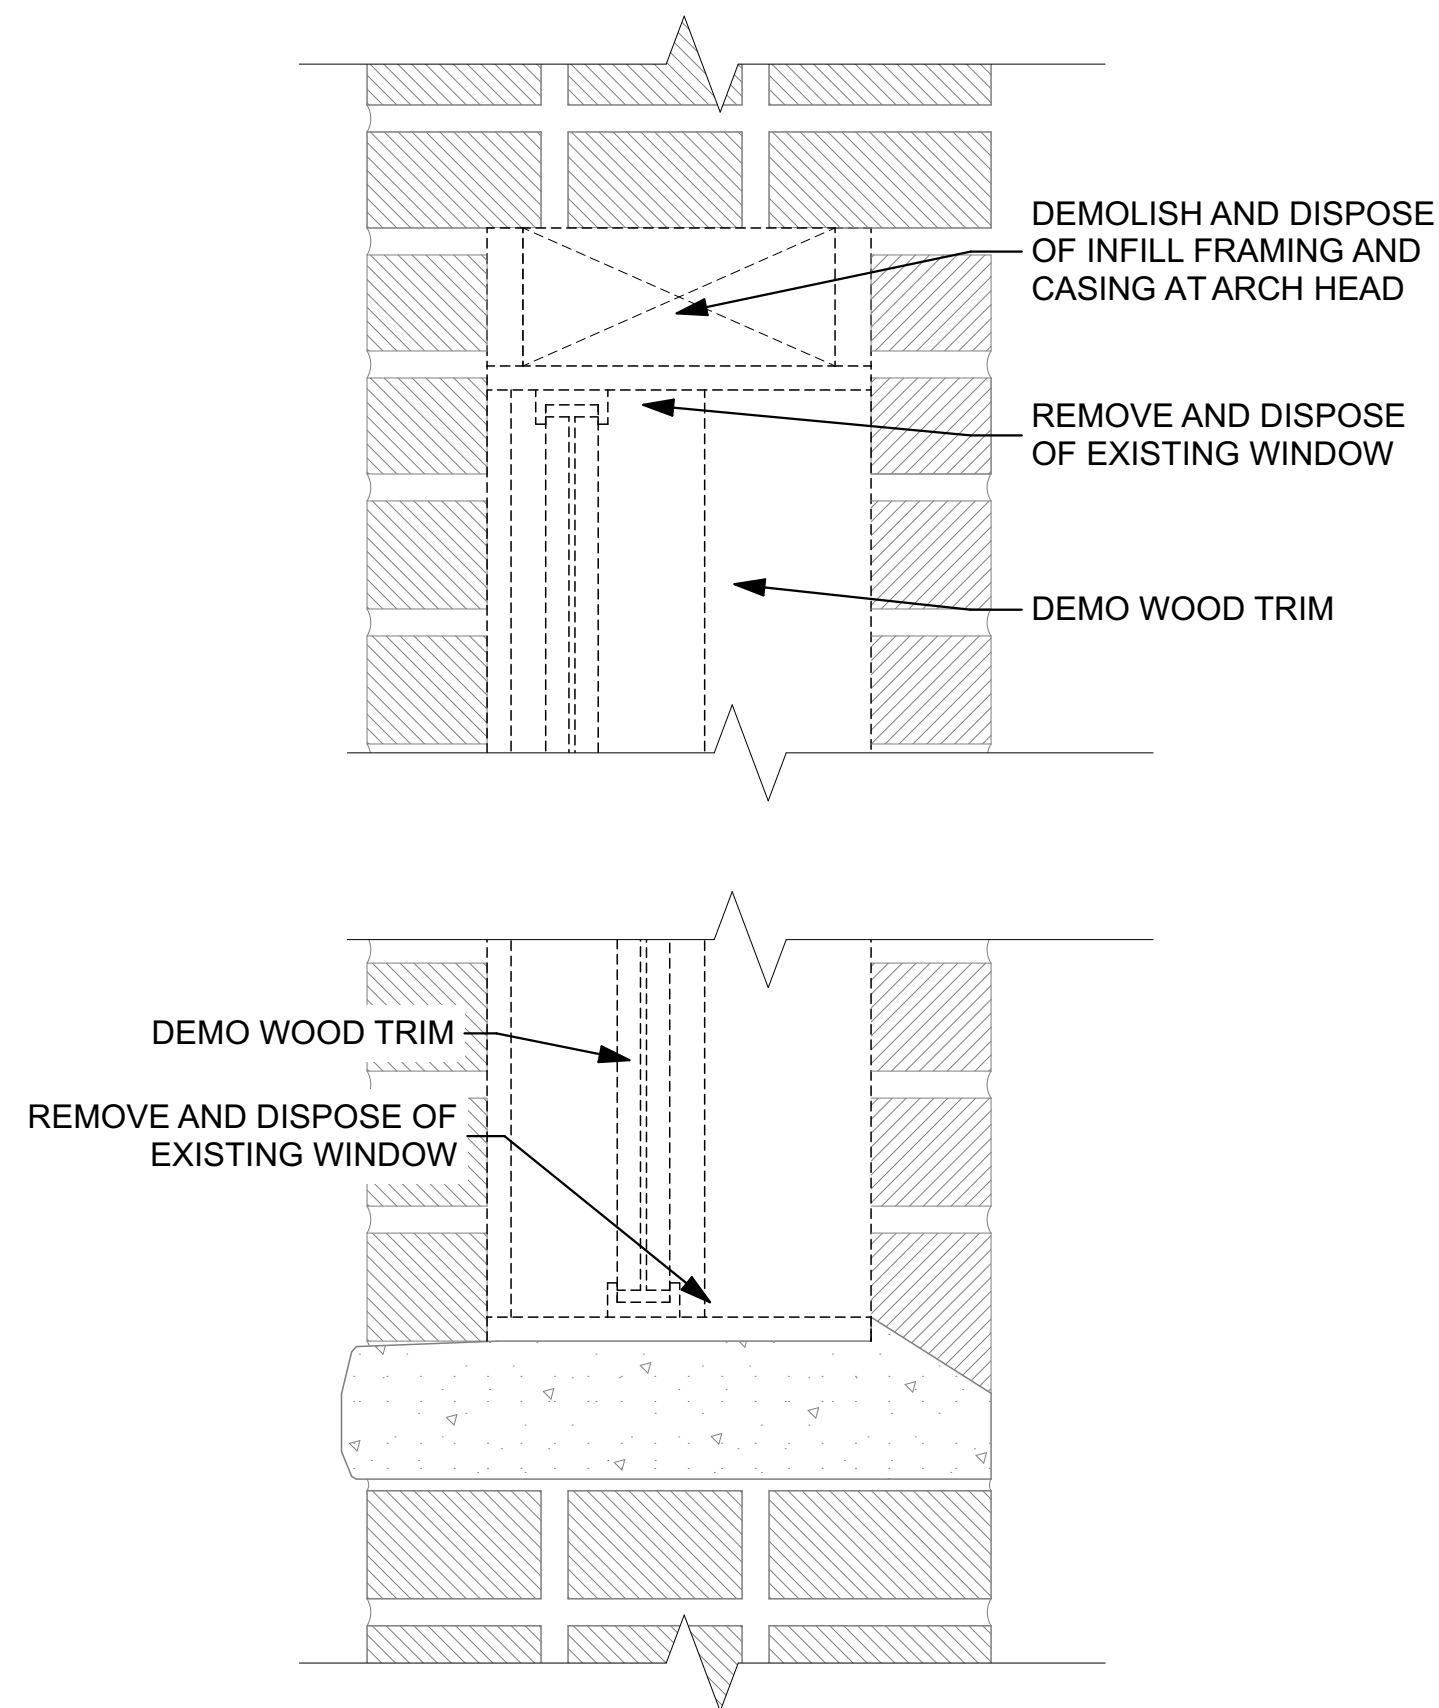 DEMOLISH AND DISPOSE
OF INFILL FRAMING AND
CASING AT ARCH HEAD
REMOVE AND DISPOSE
OF EXISTING WINDOW
DEMO WOOD TRIM
DEMO WOOD TRIM
REMOVE AND DISPOSE OF
EXISTING WINDOW